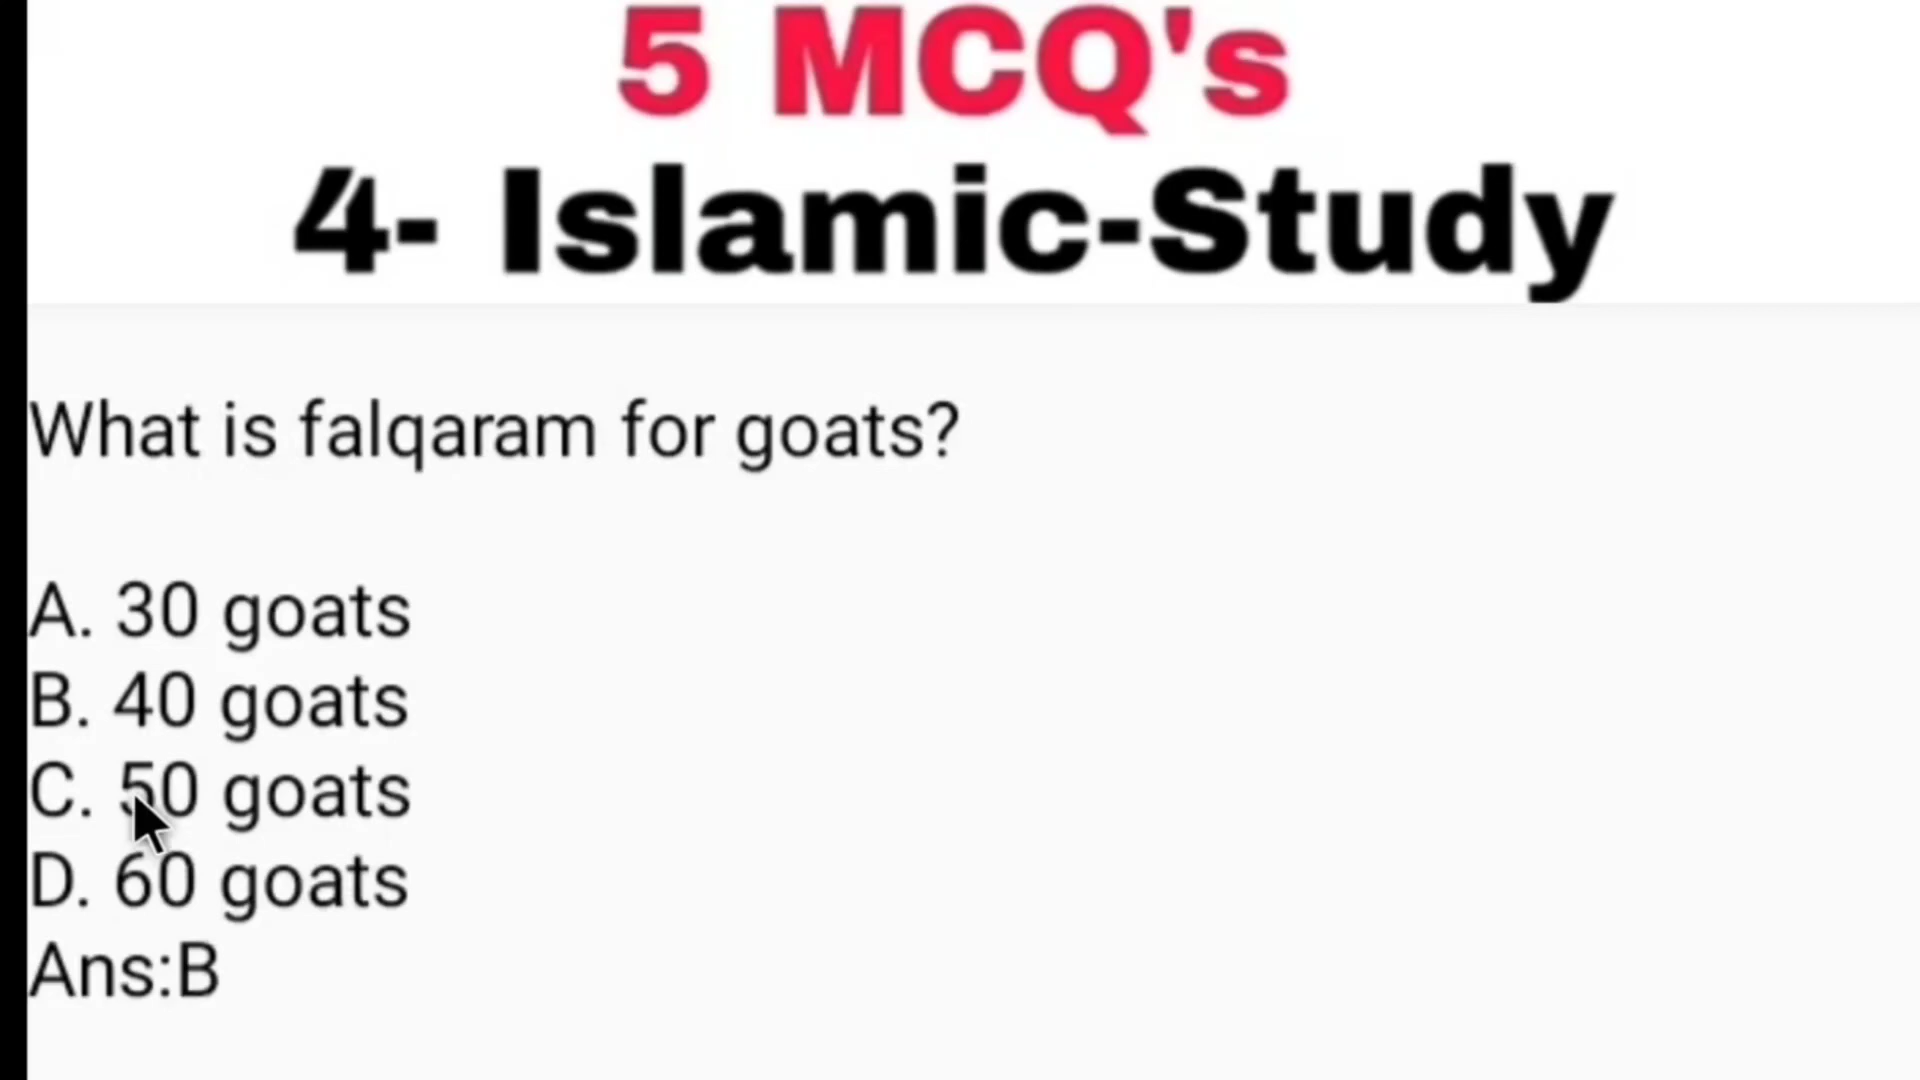 5 MCQ's
4- Islamic-Study
What is falqaram for goats?
A. 30 goats
B. 40 goats
C. 50 goats
D. 60 goats
Ans:B